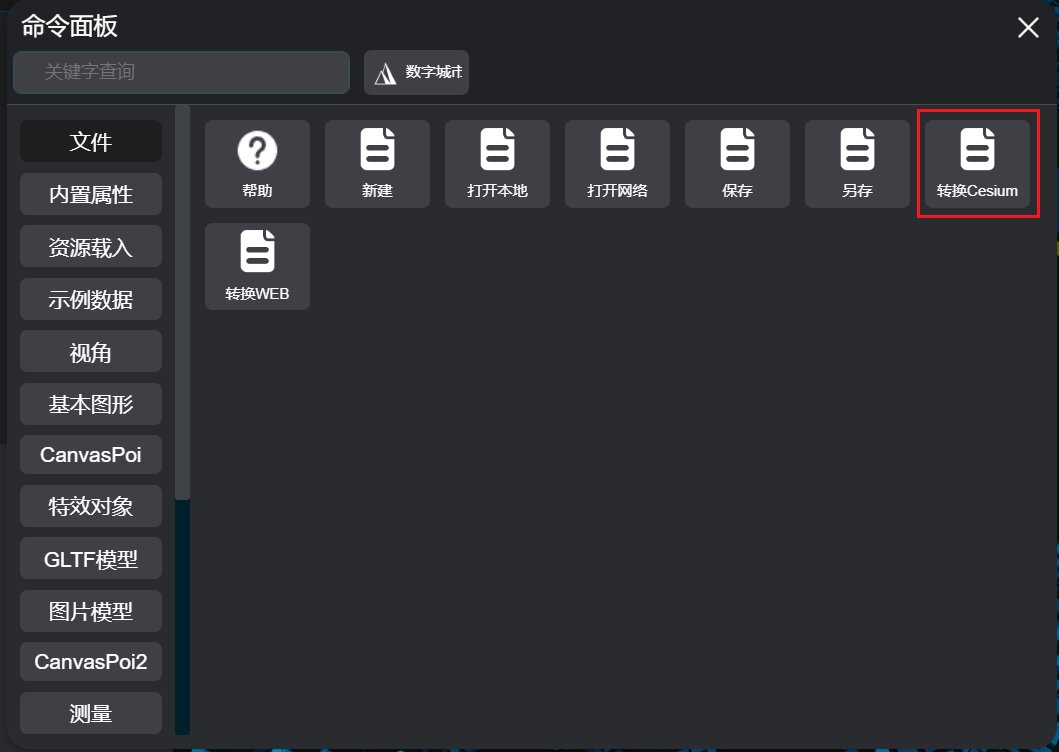 命令面板
关键字查询
数字城市
文件
内置属性
资源载入
示例数据
视角
基本图形
CanvasPoi
特效对象
GLTF模型
图片模型
CanvasPoi2
测量
帮助
新建
打开本地
打开网络
保存
另存
转换Cesium
转换WEB